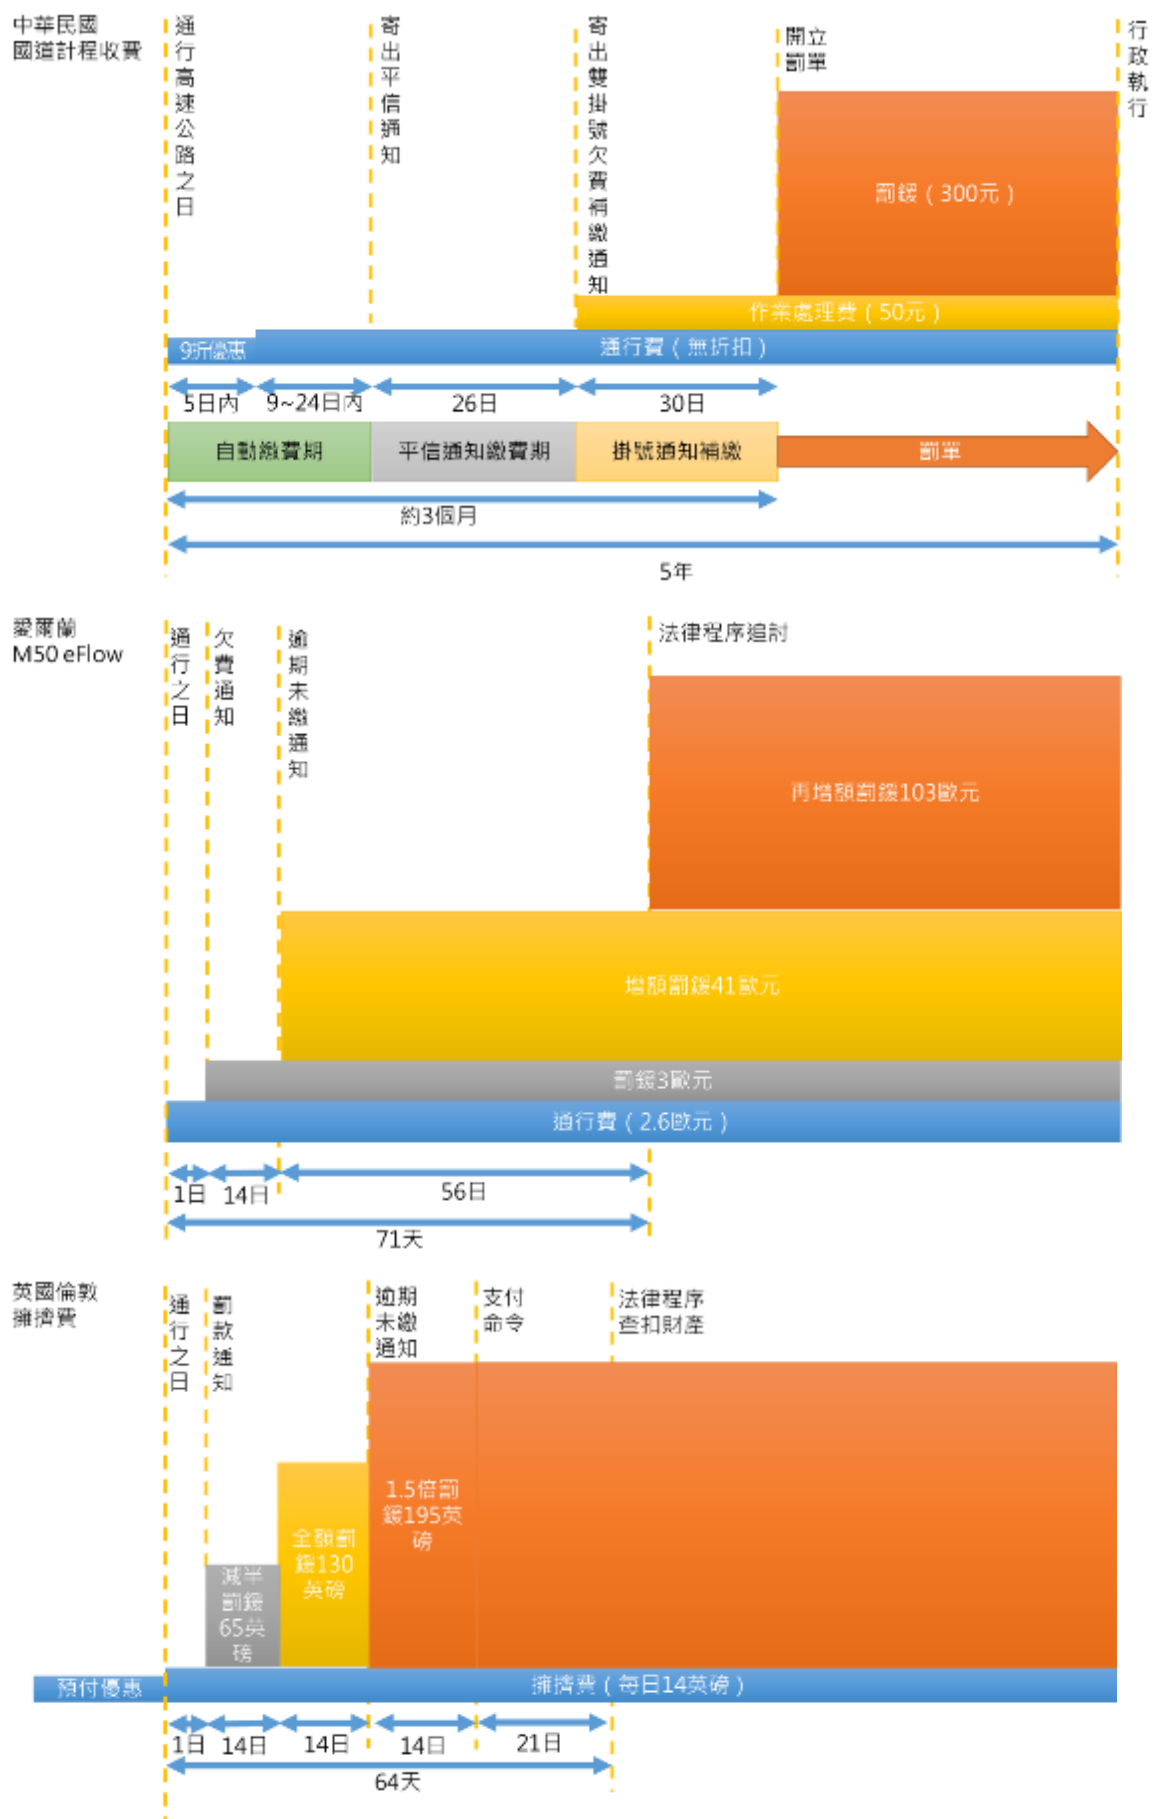 中華民國
國道計程收費
通行高速公路之日
寄出平信通知
寄出雙掛號欠費補繳通知
開立
罰單
行政執行
罰鍰（300元）
作業處理費（50元）
9折優惠
通行費（無折扣）
5日內
9~24日內
26日
30日
自動繳費期
平信通知繳費期
掛號通知補繳
罰單
約3個月
5年
愛爾蘭
M50 eFlow
通行之日
欠費通知
逾期未繳通知
法律程序追討
再增額罰鍰103歐元
增額罰鍰41歐元
罰鍰3歐元
通行費（2.6歐元）
1日
14日
56日
71天
英國倫敦
擁擠費
通行之日
罰款通知
逾期
未繳
通知
支付
命令
法律程序
查扣財產
1.5倍罰
鍰195英
磅
全額罰
鍰130
英磅
減半
罰鍰
65英
磅
預付優惠
擁擠費（每日14英磅）
1日
14日
14日
14日
21日
64天